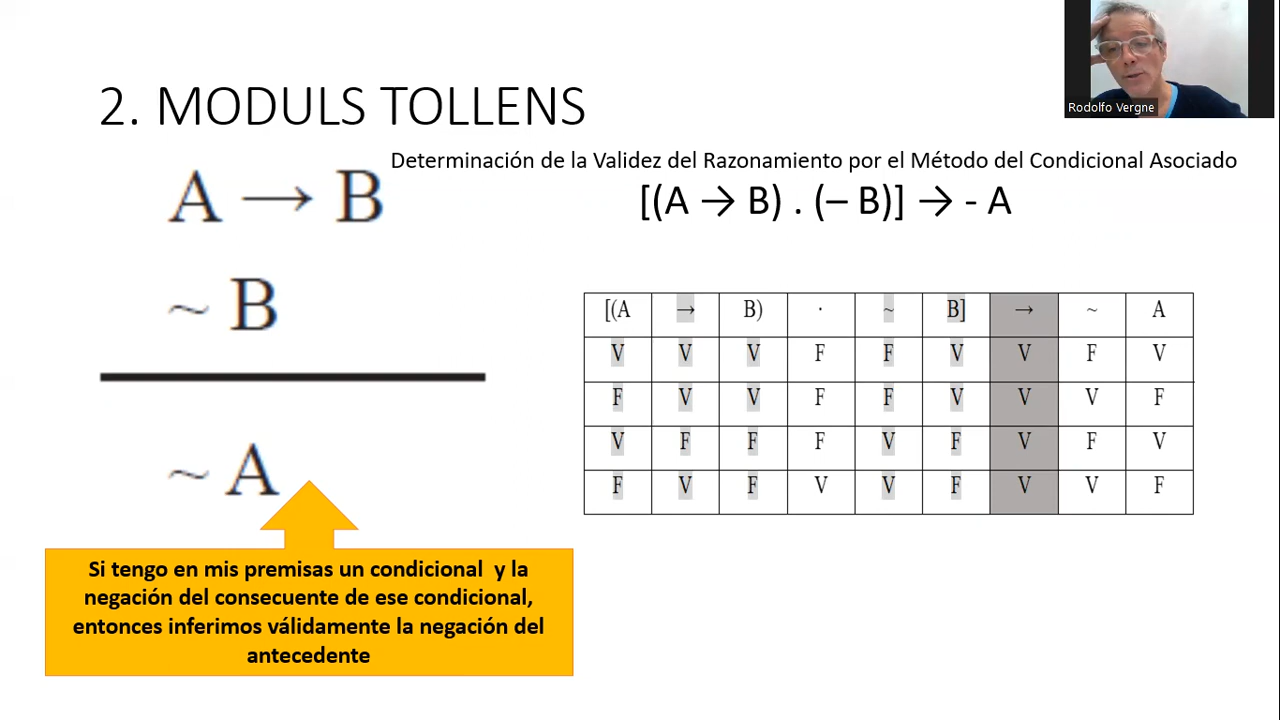 Rodolfo Vergne
2. MODULS TOLLENS
Determinación de la Validez del Razonamiento por el Método del Condicional Asociado
[(A → B) . (– B)] → - A
A → B
~ B
~ A
[(A → B) · ~ B] → ~ A
V V V F F V V F V
F V V F F V V V F
V F F F V F V F V
F V F V V F V V F
Si tengo en mis premisas un condicional y la
negación del consecuente de ese condicional,
entonces inferimos válidamente la negación del
antecedente